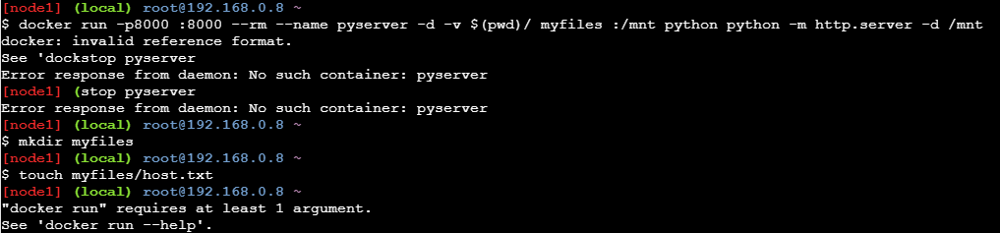 [node1] (local) root@192.168.0.8 ~
$ docker run -p8000 :8000 --rm --name pyserver -d -v $(pwd)/ myfiles :/mnt python python -m http.server -d /mnt
docker: invalid reference format.
See 'dockstop pyserver
Error response from daemon: No such container: pyserver
[node1] (stop pyserver
Error response from daemon: No such container: pyserver
[node1] (local) root@192.168.0.8 ~
$ mkdir myfiles
[node1] (local) root@192.168.0.8 ~
$ touch myfiles/host.txt
[node1] (local) root@192.168.0.8 ~
"docker run" requires at least 1 argument.
See 'docker run --help'.